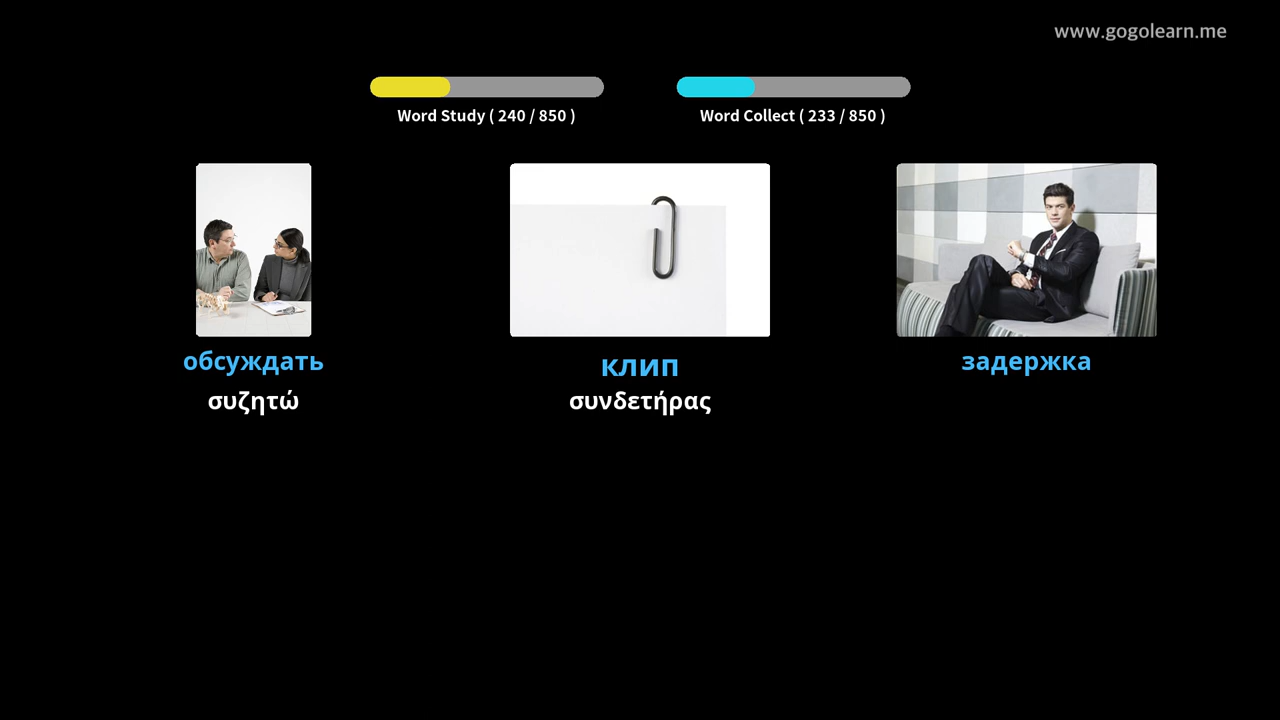 www.gogolearn.me
Word Study ( 240 / 850 )
Word Collect ( 233 / 850 )
обсуждать
клип
задержка
συζητώ
συνδετήρας